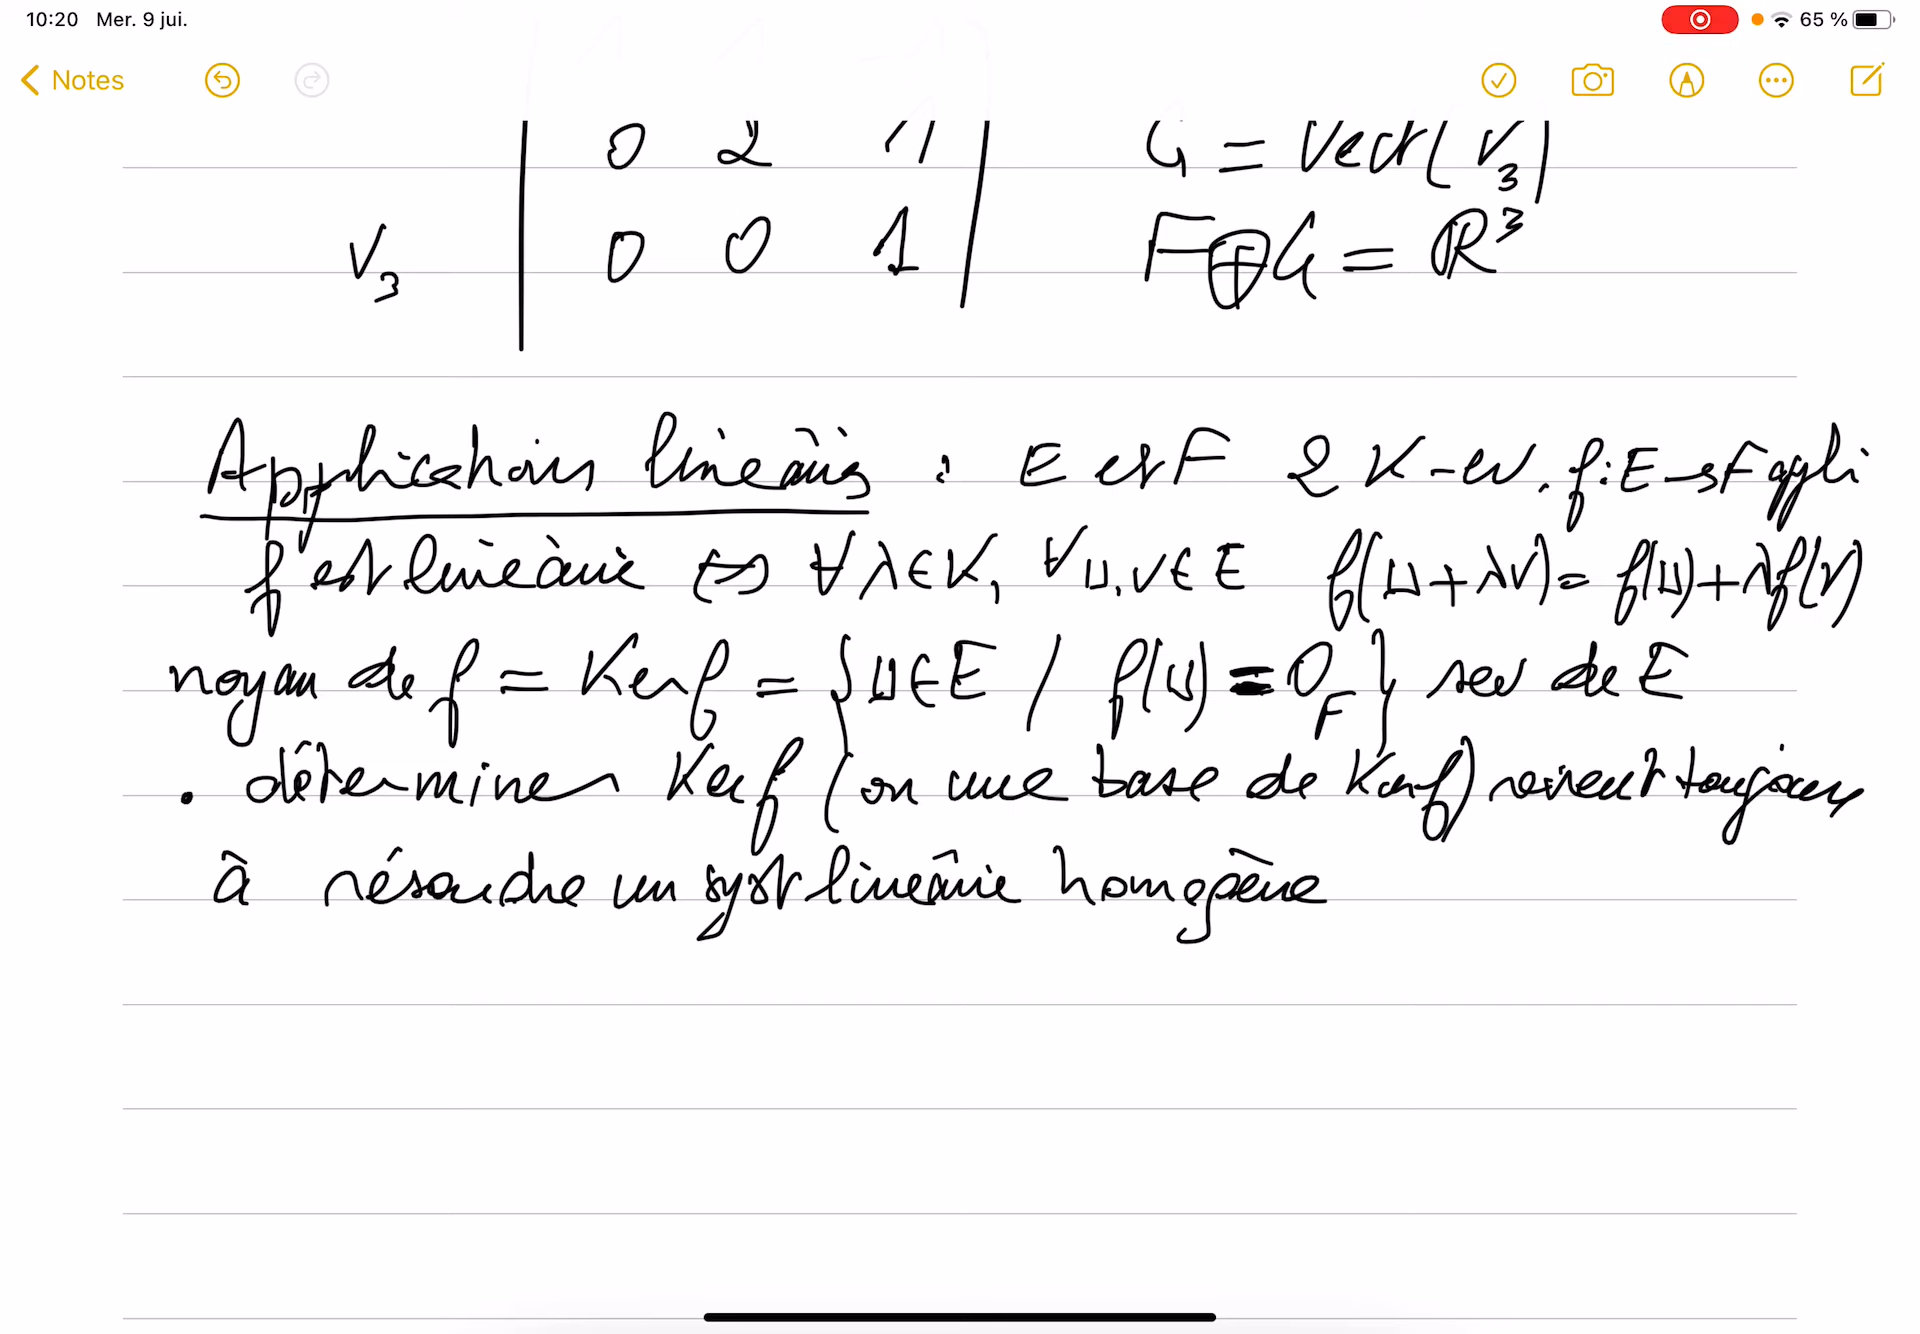 10:20 Mer. 9 jui. 65 %
Notes
0 2 1 G = Vect(v₃)
v₃ 0 0 1 F⊕G = ℝ³
Applications linéaires : E et F 2 K-ev. f: E → F appli
f est linéaire ⇔ ∀λ∈K, ∀u,v∈E f(u+λv) = f(u)+λf(v)
noyau de f = Ker f = {u∈E / f(u) = 0_F} sev de E
. déterminer Ker f (ou une base de Ker f) revient toujours
à résoudre un syst linéaire homogène